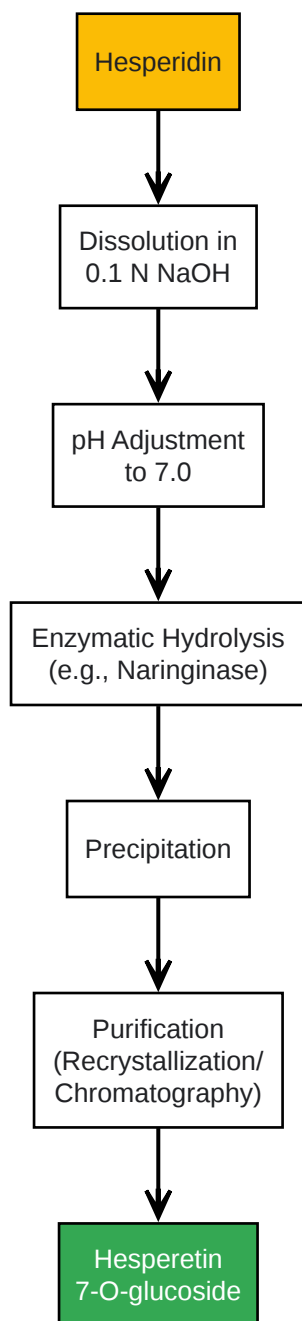 Hesperidin
Dissolution in
0.1 N NaOH
pH Adjustment
to 7.0
Enzymatic Hydrolysis
(e.g., Naringinase)
Precipitation
Purification
(Recrystallization/
Chromatography)
Hesperetin
7-O-glucoside